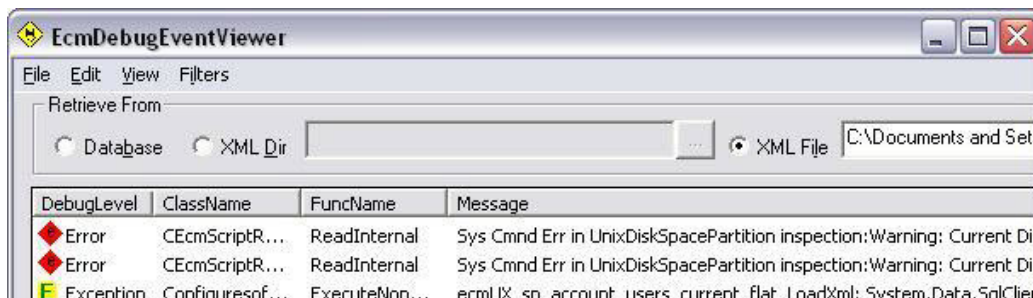 EcmDebugEventViewer
File Edit View Filters
Retrieve From
Database XML Dir ... XML File C:\Documents and Set
DebugLevel ClassName FuncName Message
Error CEcmScriptR... ReadInternal Sys Cmnd Err in UnixDiskSpacePartition inspection:Warning: Current Di
Error CEcmScriptR... ReadInternal Sys Cmnd Err in UnixDiskSpacePartition inspection:Warning: Current Di
E Exception Configuresof... ExecuteNon... ecmUX_sp_account_users_current_flat_LoadXml: System.Data.SqlClie